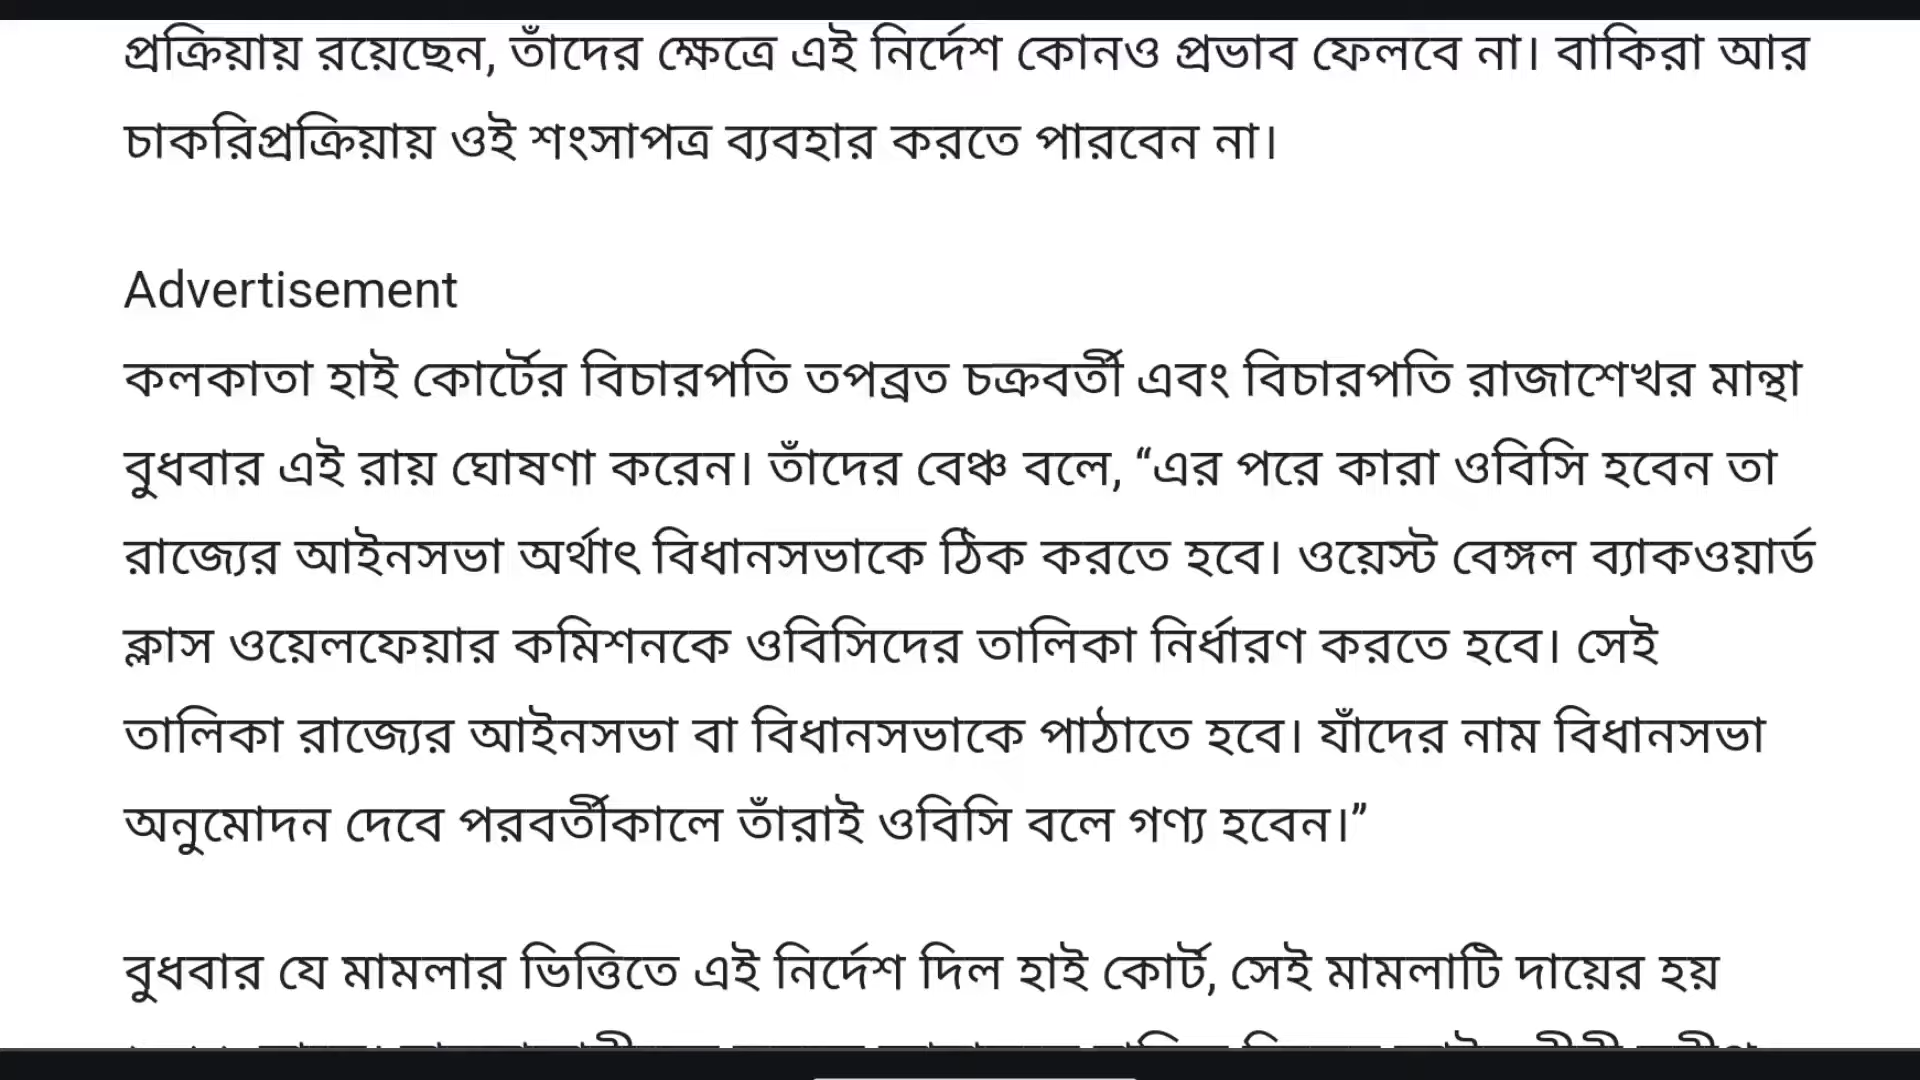 প্রক্রিয়ায় রয়েছেন, তাঁদের ক্ষেত্রে এই নির্দেশ কোনও প্রভাব ফেলবে না। বাকিরা আর
চাকরিপ্রক্রিয়ায় ওই শংসাপত্র ব্যবহার করতে পারবেন না।
Advertisement
কলকাতা হাই কোর্টের বিচারপতি তপব্রত চক্রবর্তী এবং বিচারপতি রাজাশেখর মান্থা
বুধবার এই রায় ঘোষণা করেন। তাঁদের বেঞ্চ বলে, “এর পরে কারা ওবিসি হবেন তা
রাজ্যের আইনসভা অর্থাৎ বিধানসভাকে ঠিক করতে হবে। ওয়েস্ট বেঙ্গল ব্যাকওয়ার্ড
ক্লাস ওয়েলফেয়ার কমিশনকে ওবিসিদের তালিকা নির্ধারণ করতে হবে। সেই
তালিকা রাজ্যের আইনসভা বা বিধানসভাকে পাঠাতে হবে। যাঁদের নাম বিধানসভা
অনুমোদন দেবে পরবর্তীকালে তাঁরাই ওবিসি বলে গণ্য হবেন।”
বুধবার যে মামলার ভিত্তিতে এই নির্দেশ দিল হাই কোর্ট, সেই মামলাটি দায়ের হয়